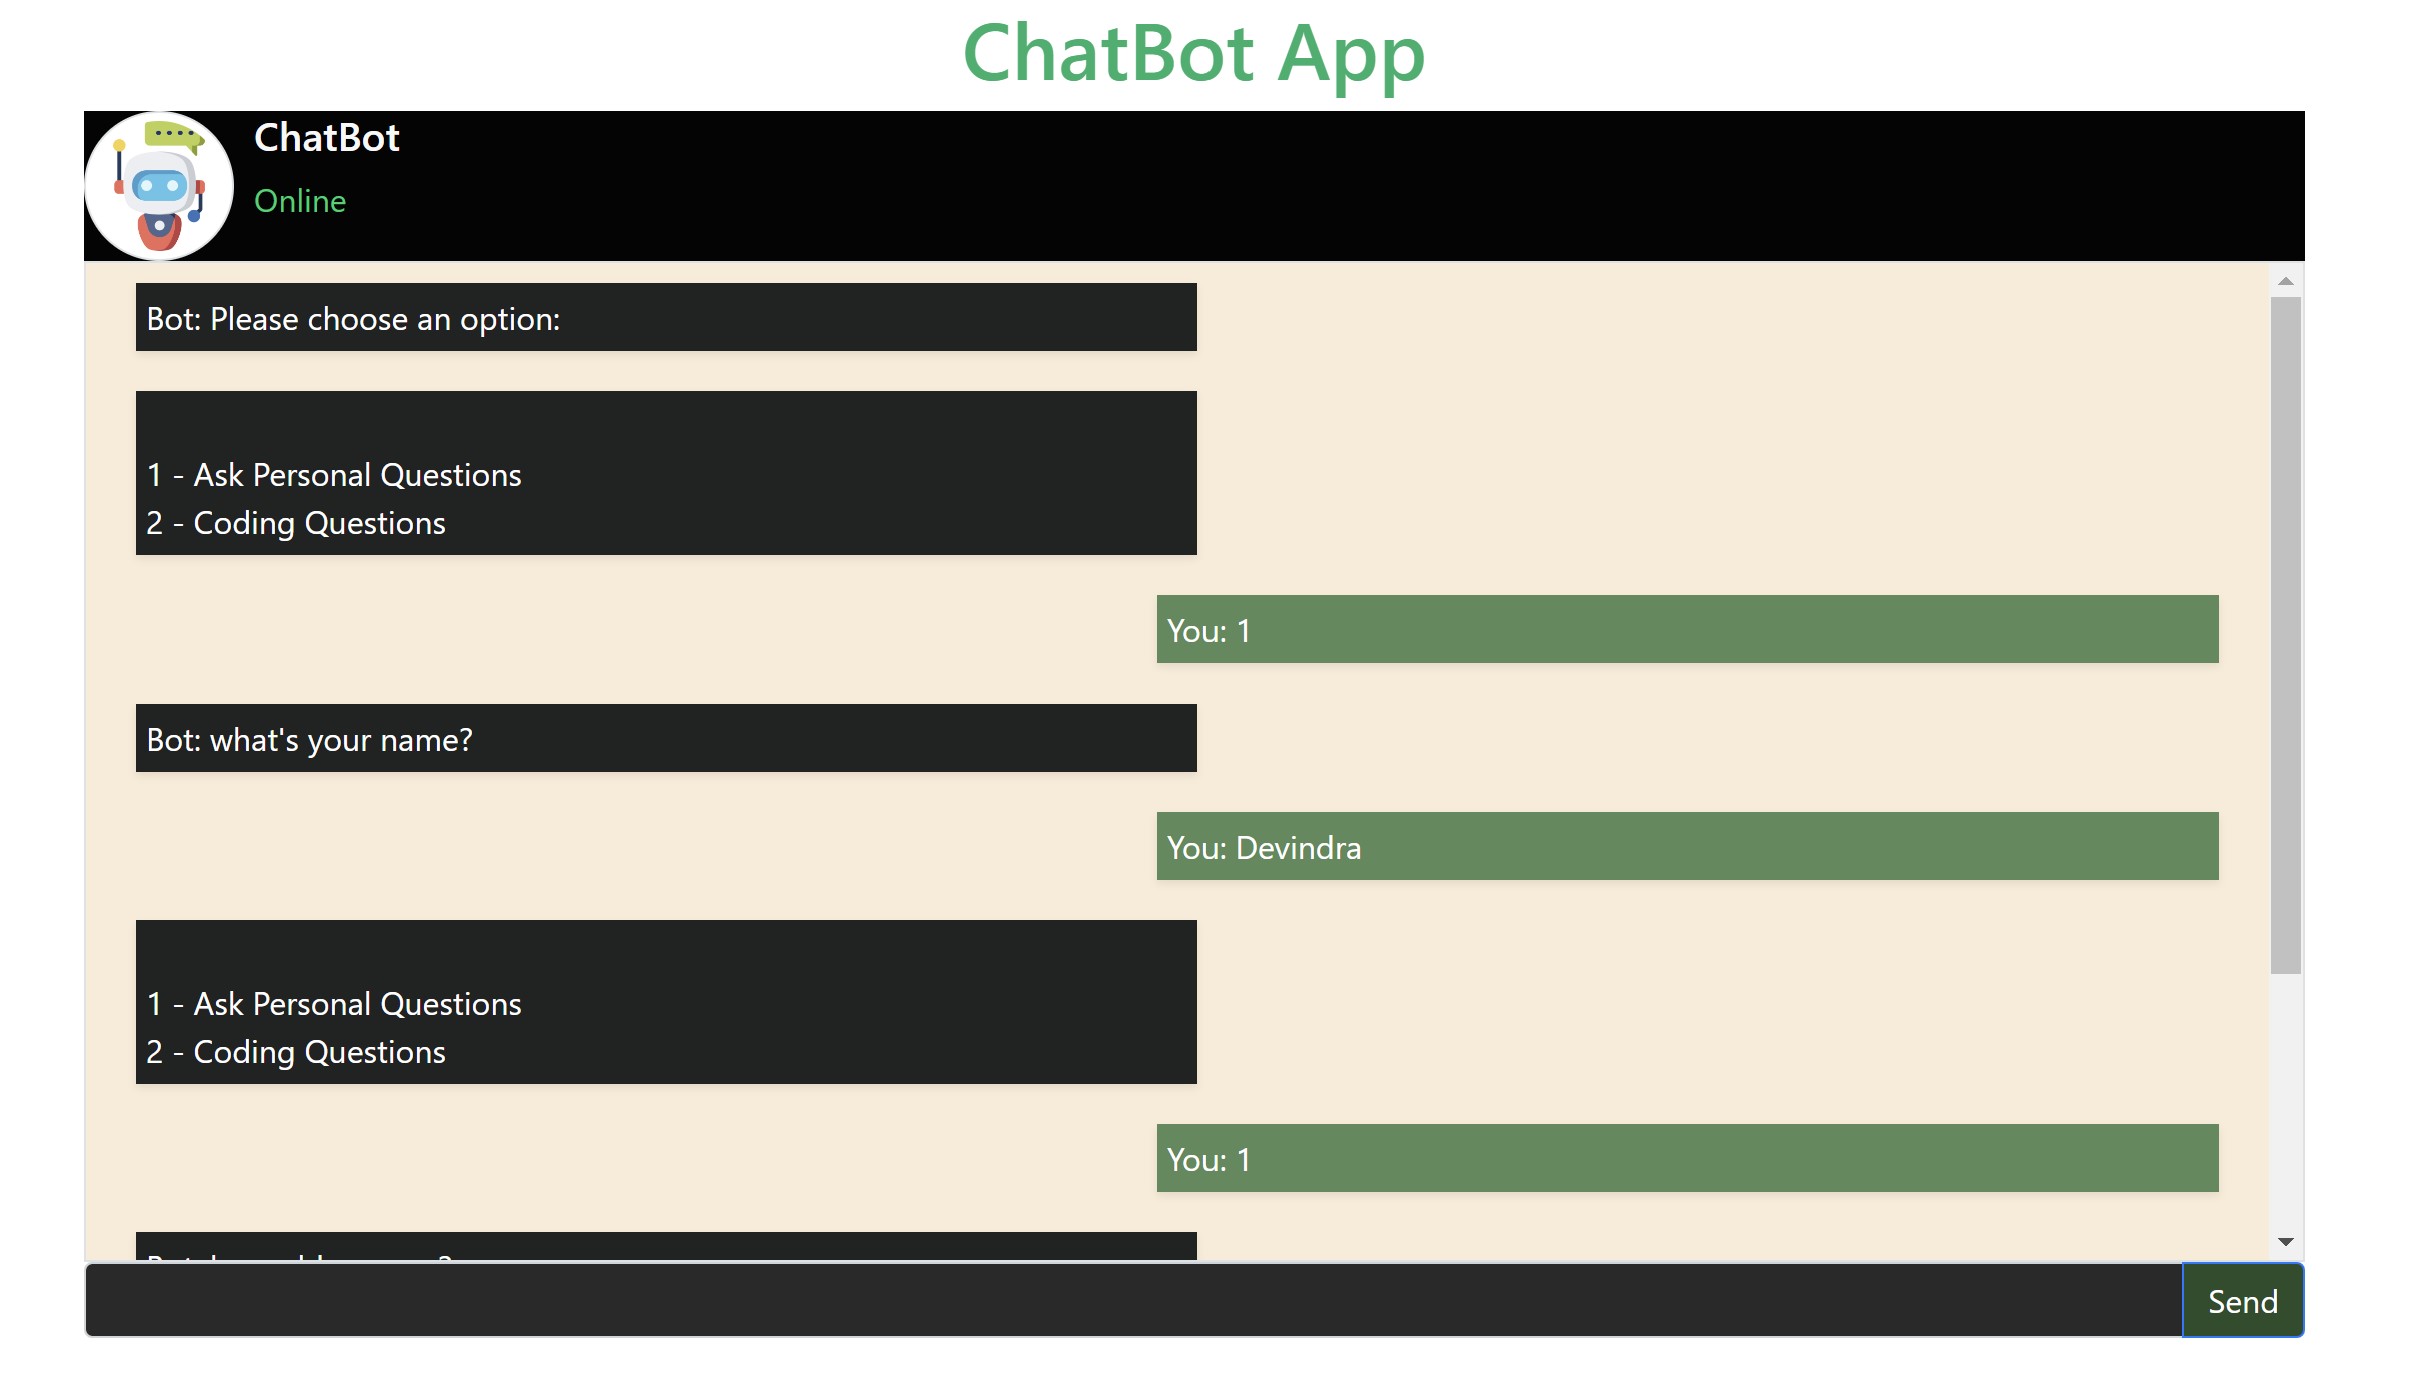 ChatBot App
ChatBot
Online
Bot: Please choose an option:
1 - Ask Personal Questions
2 - Coding Questions
You: 1
Bot: what's your name?
You: Devindra
1 - Ask Personal Questions
2 - Coding Questions
You: 1
Send